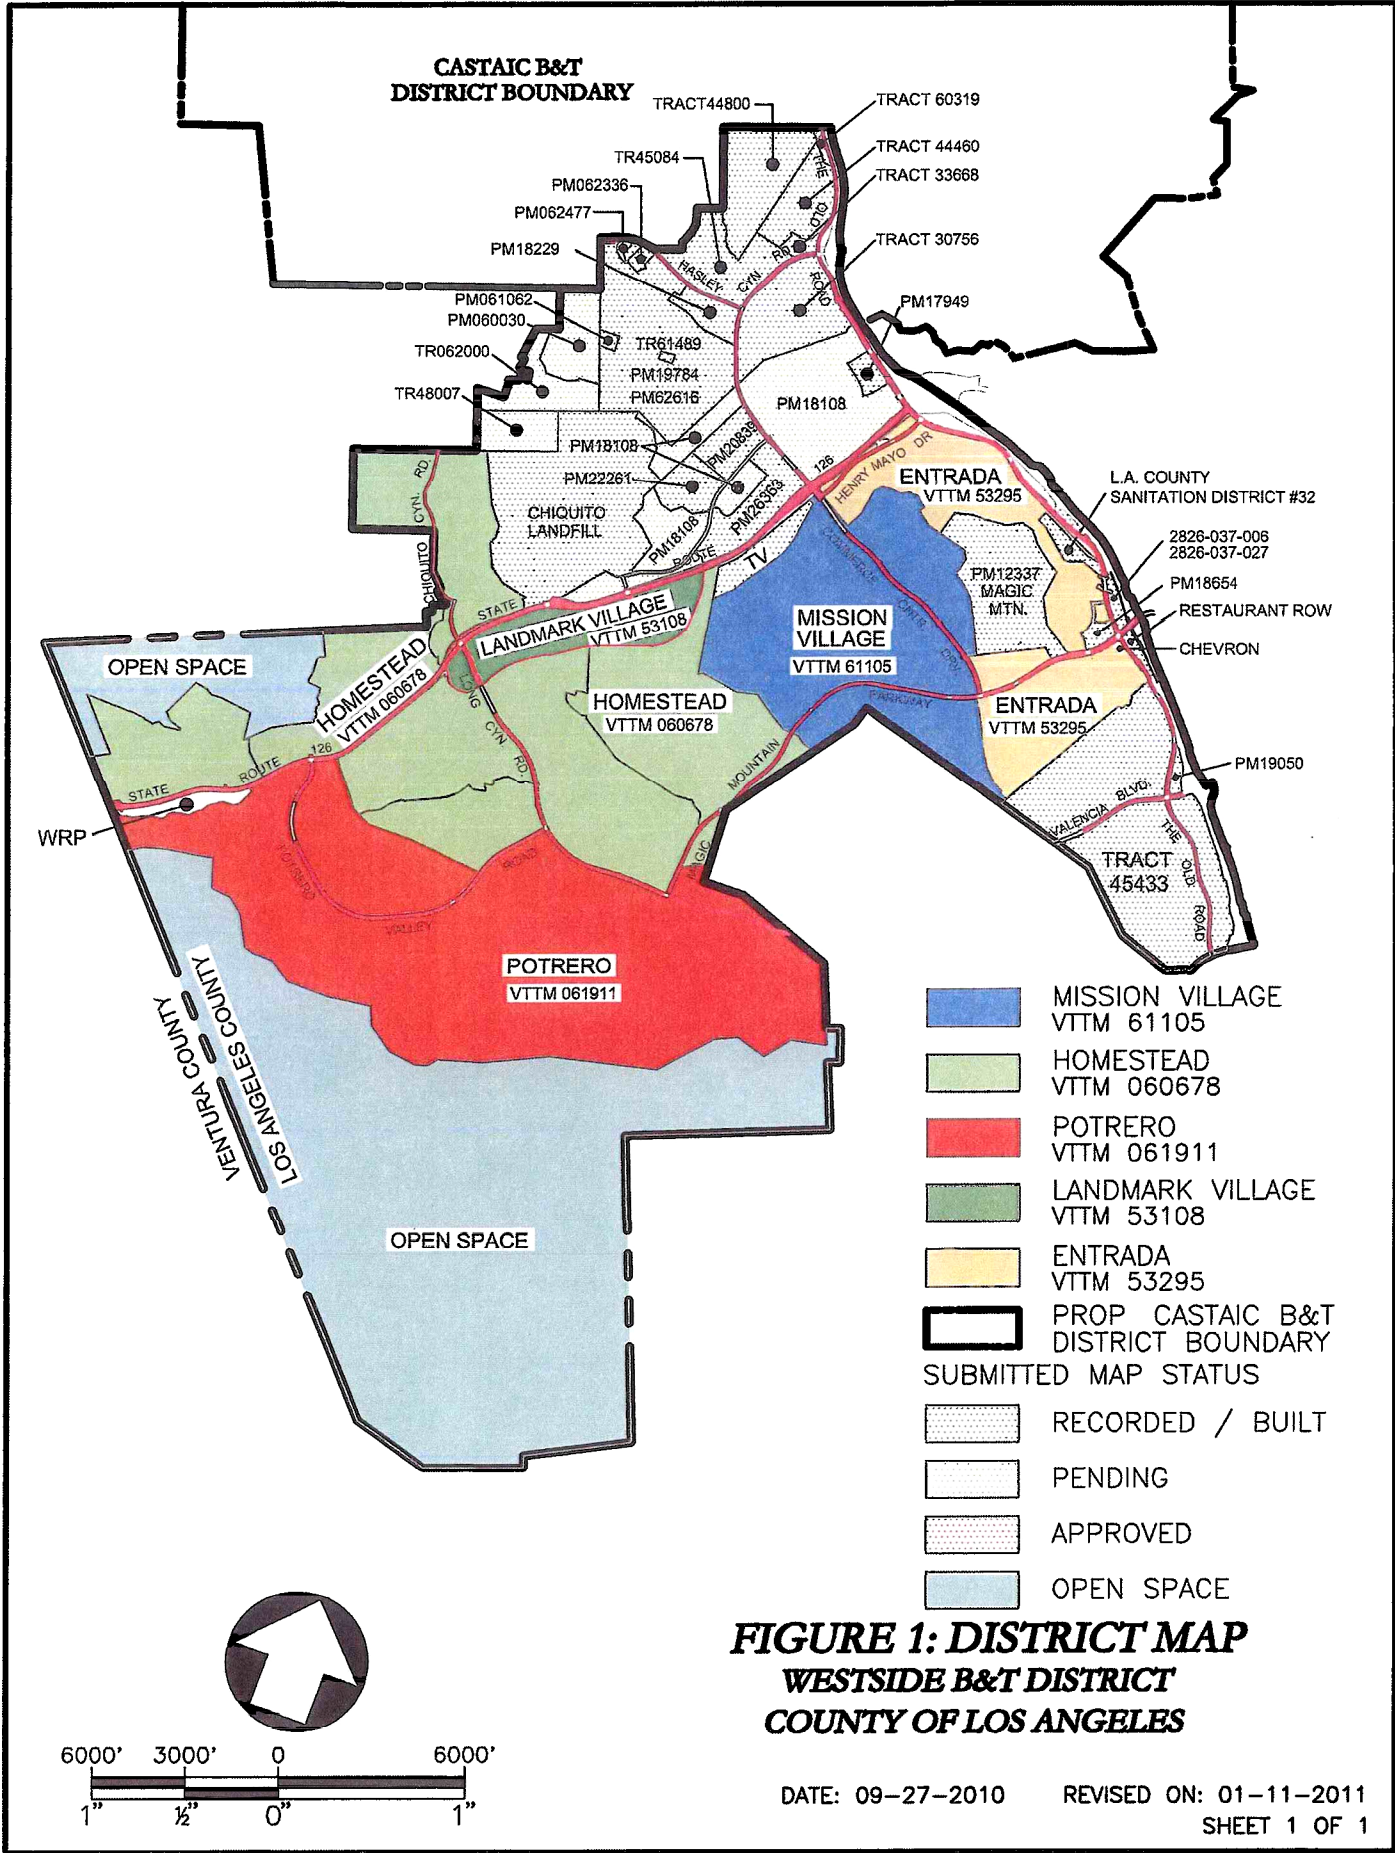 CASTAIC B&T
DISTRICT BOUNDARY
TRACT44800
TRACT 60319
TRACT 44460
TRACT 33668
TRACT 30756
TR45084
PM062336
PM062477
PM18229
PM061062
PM060030
TR062000
TR48007
PM17949
THE
OLD
ROAD
HASLEY
CYN
RD.
TR61489
PM19784
PM62616
PM18108
PM18108
PM20839
PM22261
PM26363
PM18108
CHIQUITO
LANDFILL
126
HENRY MAYO DR
ENTRADA
VTTM 53295
L.A. COUNTY
SANITATION DISTRICT #32
2826-037-006
2826-037-027
PM18654
RESTAURANT ROW
CHEVRON
PM12337
MAGIC
MTN.
CHIQUITO
CYN.
RD.
STATE
ROUTE
TV
COMMERCE
CNTR
DRV
LANDMARK VILLAGE
VTTM 53108
MISSION
VILLAGE
VTTM 61105
OPEN SPACE
HOMESTEAD
VTTM 060678
HOMESTEAD
VTTM 060678
LONG
CYN
RD.
ENTRADA
VTTM 53295
MAGIC
MOUNTAIN
PARKWAY
STATE
ROUTE
126
WRP
PM19050
VALENCIA BLVD.
THE
OLD
ROAD
TRACT
45433
POTRERO
VALLEY
ROAD
POTRERO
VTTM 061911
VENTURA COUNTY
LOS ANGELES COUNTY
OPEN SPACE
MISSION VILLAGE
VTTM 61105
HOMESTEAD
VTTM 060678
POTRERO
VTTM 061911
LANDMARK VILLAGE
VTTM 53108
ENTRADA
VTTM 53295
PROP CASTAIC B&T
DISTRICT BOUNDARY
SUBMITTED MAP STATUS
RECORDED / BUILT
PENDING
APPROVED
OPEN SPACE
FIGURE 1: DISTRICT MAP
WESTSIDE B&T DISTRICT
COUNTY OF LOS ANGELES
6000' 3000' 0 6000'
1" ½" 0" 1"
DATE: 09-27-2010 REVISED ON: 01-11-2011
SHEET 1 OF 1